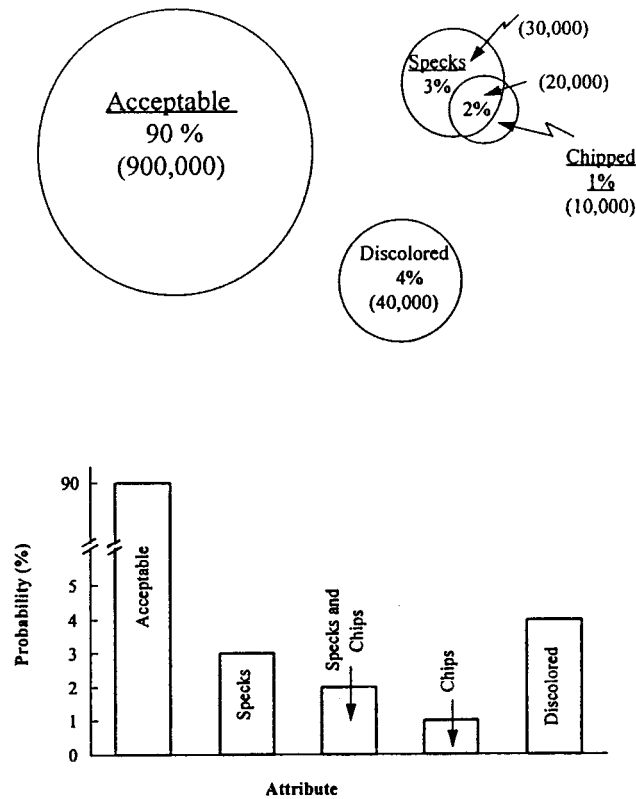 Acceptable
90 %
(900,000)
Specks
3%
(30,000)
2%
(20,000)
Chipped
1%
(10,000)
Discolored
4%
(40,000)
Probability (%)
90
5
4
3
2
1
0
Acceptable
Specks
Specks and
Chips
Chips
Discolored
Attribute